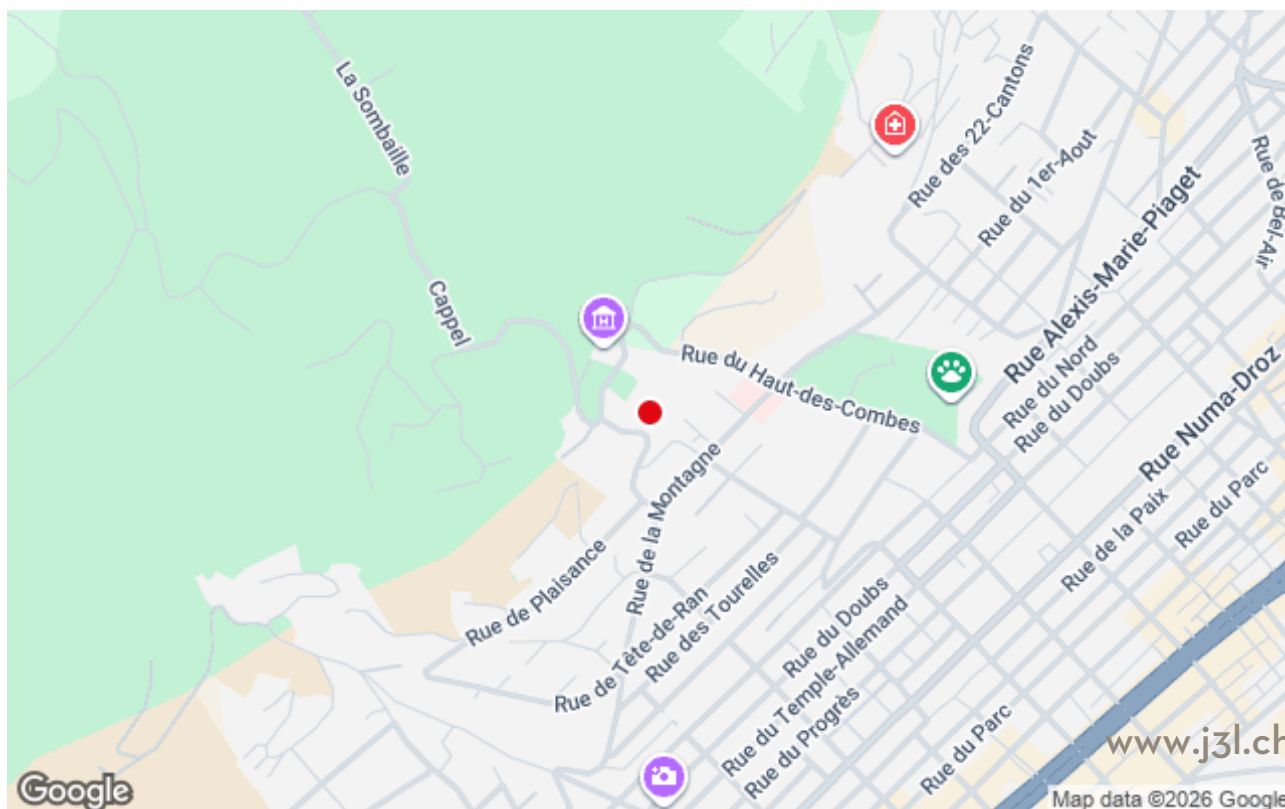 La Sombaille
Cappel
Rue des 22-Cantons
Rue du 1er-Aout
Rue de Bel-Air
Rue Alexis-Marie-Piaget
Rue du Nord
Rue du Doubs
Rue du Haut-des-Combes
Rue Numa-Droz
Rue du Parc
Rue de la Paix
Rue de la Montagne
Rue de Plaisance
Rue de Tête-de-Ran
Rue des Tourelles
Rue du Doubs
Rue du Temple-Allemand
Rue du Progrès
Rue du Parc
www.j3l.ch
Google
Map data ©2026 Google